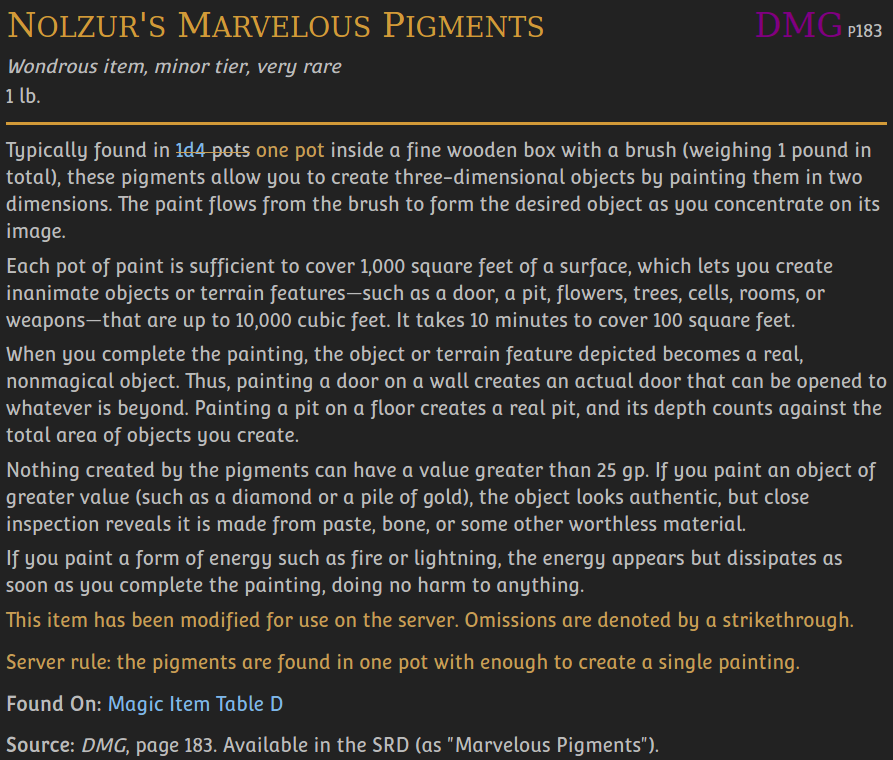 Nolzur's Marvelous Pigments DMG P183
Wondrous item, minor tier, very rare
1 lb.
Typically found in 1d4 pots one pot inside a fine wooden box with a brush (weighing 1 pound in
total), these pigments allow you to create three-dimensional objects by painting them in two
dimensions. The paint flows from the brush to form the desired object as you concentrate on its
image.
Each pot of paint is sufficient to cover 1,000 square feet of a surface, which lets you create
inanimate objects or terrain features—such as a door, a pit, flowers, trees, cells, rooms, or
weapons—that are up to 10,000 cubic feet. It takes 10 minutes to cover 100 square feet.
When you complete the painting, the object or terrain feature depicted becomes a real,
nonmagical object. Thus, painting a door on a wall creates an actual door that can be opened to
whatever is beyond. Painting a pit on a floor creates a real pit, and its depth counts against the
total area of objects you create.
Nothing created by the pigments can have a value greater than 25 gp. If you paint an object of
greater value (such as a diamond or a pile of gold), the object looks authentic, but close
inspection reveals it is made from paste, bone, or some other worthless material.
If you paint a form of energy such as fire or lightning, the energy appears but dissipates as
soon as you complete the painting, doing no harm to anything.
This item has been modified for use on the server. Omissions are denoted by a strikethrough.
Server rule: the pigments are found in one pot with enough to create a single painting.
Found On: Magic Item Table D
Source: DMG, page 183. Available in the SRD (as "Marvelous Pigments").